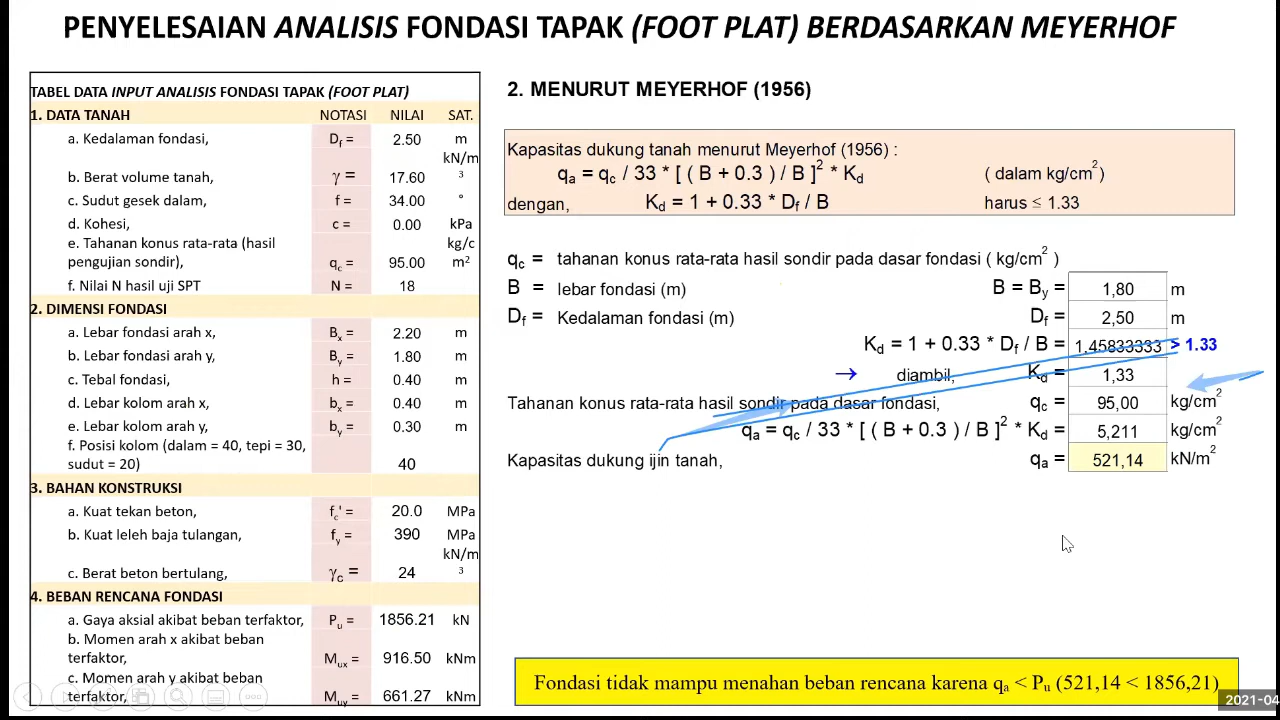 PENYELESAIAN ANALISIS FONDASI TAPAK (FOOT PLAT) BERDASARKAN MEYERHOF
TABEL DATA INPUT ANALISIS FONDASI TAPAK (FOOT PLAT)
1. DATA TANAH NOTASI NILAI SAT.
a. Kedalaman fondasi, Df = 2.50 m
b. Berat volume tanah, γ = 17.60 kN/m3
c. Sudut gesek dalam, f = 34.00 °
d. Kohesi, c = 0.00 kPa
e. Tahanan konus rata-rata (hasil
pengujian sondir), qc = 95.00 kg/cm2
f. Nilai N hasil uji SPT N = 18
2. DIMENSI FONDASI
a. Lebar fondasi arah x, Bx = 2.20 m
b. Lebar fondasi arah y, By = 1.80 m
c. Tebal fondasi, h = 0.40 m
d. Lebar kolom arah x, bx = 0.40 m
e. Lebar kolom arah y, by = 0.30 m
f. Posisi kolom (dalam = 40, tepi = 30,
sudut = 20) 40
3. BAHAN KONSTRUKSI
a. Kuat tekan beton, fc' = 20.0 MPa
b. Kuat leleh baja tulangan, fy = 390 MPa
c. Berat beton bertulang, γc = 24 kN/m3
4. BEBAN RENCANA FONDASI
a. Gaya aksial akibat beban terfaktor, Pu = 1856.21 kN
b. Momen arah x akibat beban
terfaktor, Mux = 916.50 kNm
c. Momen arah y akibat beban
terfaktor, Muy = 661.27 kNm
2. MENURUT MEYERHOF (1956)
Kapasitas dukung tanah menurut Meyerhof (1956) :
qa = qc / 33 * [ ( B + 0.3 ) / B ]2 * Kd ( dalam kg/cm2)
dengan, Kd = 1 + 0.33 * Df / B harus ≤ 1.33
qc = tahanan konus rata-rata hasil sondir pada dasar fondasi ( kg/cm2 )
B = lebar fondasi (m) B = By = 1,80 m
Df = Kedalaman fondasi (m) Df = 2,50 m
Kd = 1 + 0.33 * Df / B = 1,45833333 > 1.33
→ diambil, Kd = 1,33
Tahanan konus rata-rata hasil sondir pada dasar fondasi, qc = 95,00 kg/cm2
qa = qc / 33 * [ ( B + 0.3 ) / B ]2 * Kd = 5,211 kg/cm2
Kapasitas dukung ijin tanah, qa = 521,14 kN/m2
Fondasi tidak mampu menahan beban rencana karena qa < Pu (521,14 < 1856,21)
2021-04